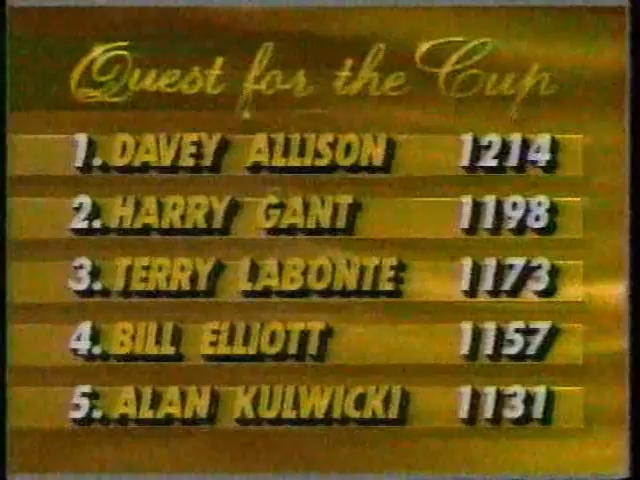 Quest for the Cup
1. DAVEY ALLISON 1214
2. HARRY GANT 1198
3. TERRY LABONTE 1173
4. BILL ELLIOTT 1157
5. ALAN KULWICKI 1131